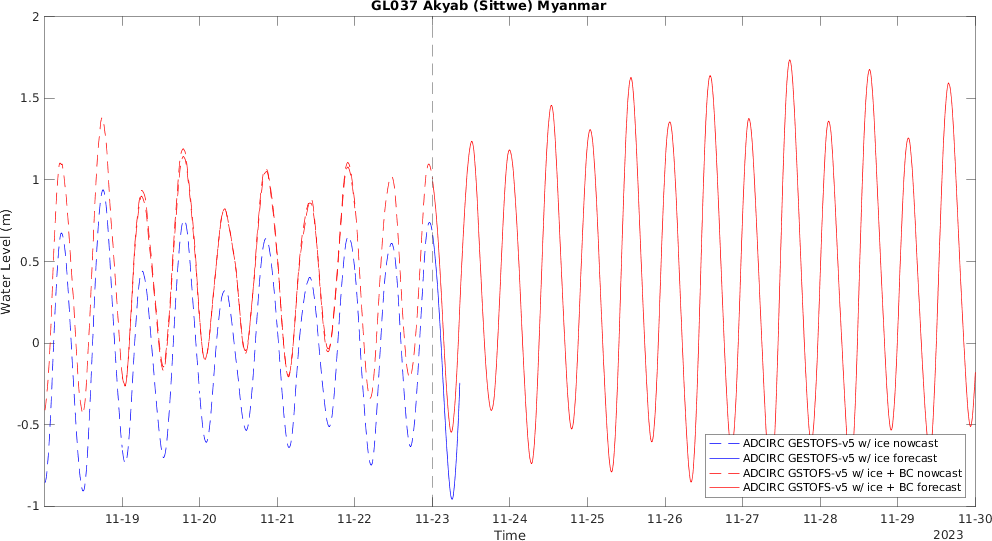 GL037 Akyab (Sittwe) Myanmar
2
1.5
1
0.5
0
-0.5
-1
Water Level (m)
ADCIRC GESTOFS-v5 w/ ice nowcast
ADCIRC GESTOFS-v5 w/ ice forecast
ADCIRC GSTOFS-v5 w/ ice + BC nowcast
ADCIRC GSTOFS-v5 w/ ice + BC forecast
11-19 11-20 11-21 11-22 11-23 11-24 11-25 11-26 11-27 11-28 11-29 11-30
Time
2023